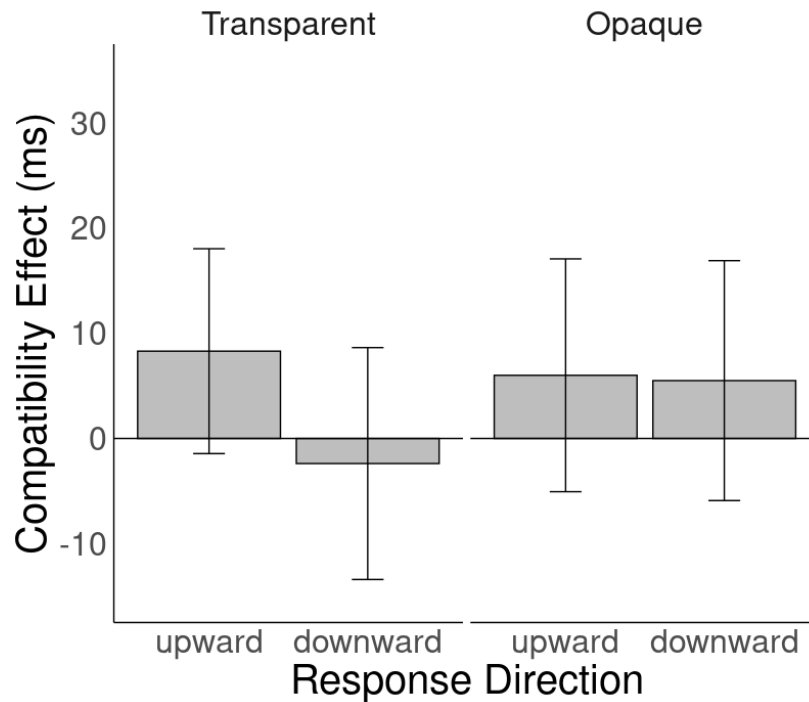 Transparent
Opaque
Compatibility Effect (ms)
30
20
10
0
-10
upward
downward
upward
downward
Response Direction